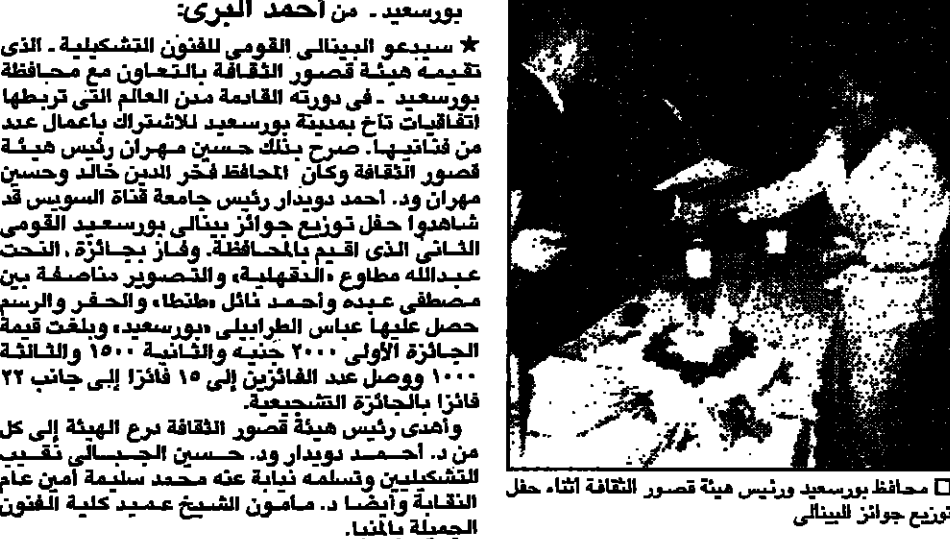 بورسعيد ـ من أحمد البرى:
★ سيدعو البينالى القومى للفنون التشكيلية ـ الذى
تقيمه هيئة قصور الثقافة بالتعاون مع محافظة
بورسعيد ـ فى دورته القادمة مدن العالم التى تربطها
إتفاقيات تآخ بمدينة بورسعيد للاشتراك بأعمال عدد
من فنانيها. صرح بذلك حسين مهران رئيس هيئة
قصور الثقافة وكان المحافظ فخر الدين خالد وحسين
مهران ود. أحمد دويدار رئيس جامعة قناة السويس قد
شاهدوا حفل توزيع جوائز بينالى بورسعيد القومى
الثانى الذى اقيم بالمحافظة. وفاز بجائزة . النحت
عبدالله مطاوع «الدقهلية» والتصوير مناصفة بين
مصطفى عبده وأحمد نائل «طنطا» والحفر والرسم
حصل عليها عباس الطرابيلى «بورسعيد» وبلغت قيمة
الجائزة الأولى ٢٠٠٠ جنيه والثانية ١٥٠٠ والثالثة
١٠٠٠ ووصل عدد الفائزين إلى ١٥ فائزا إلى جانب ٢٢
فائزا بالجائزة التشجيعية.
وأهدى رئيس هيئة قصور الثقافة درع الهيئة إلى كل
من د. أحمد دويدار ود. حسين الجبالى نقيب
التشكيليين وتسلمه نيابة عنه محمد سليمة أمين عام
النقابة وأيضا د. مأمون الشيخ عميد كلية الفنون
الجميلة بالمنيا.
□ محافظ بورسعيد ورئيس هيئة قصور الثقافة أثناء حفل
توزيع جوائز البينالى